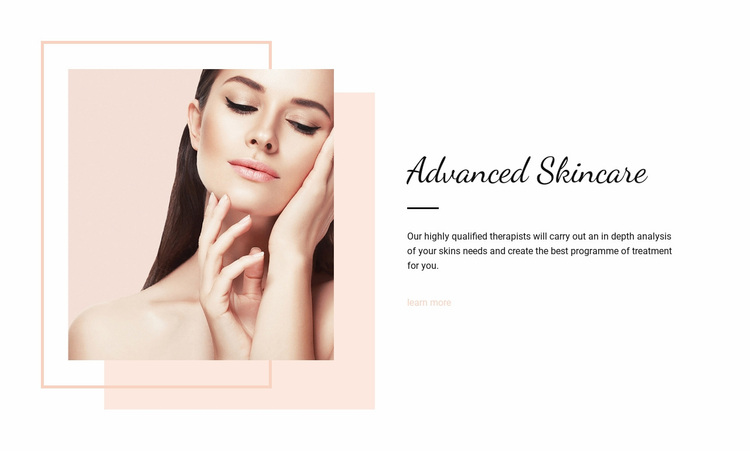 Advanced Skincare
Our highly qualified therapists will carry out an in depth analysis
of your skins needs and create the best programme of treatment
for you.
learn more